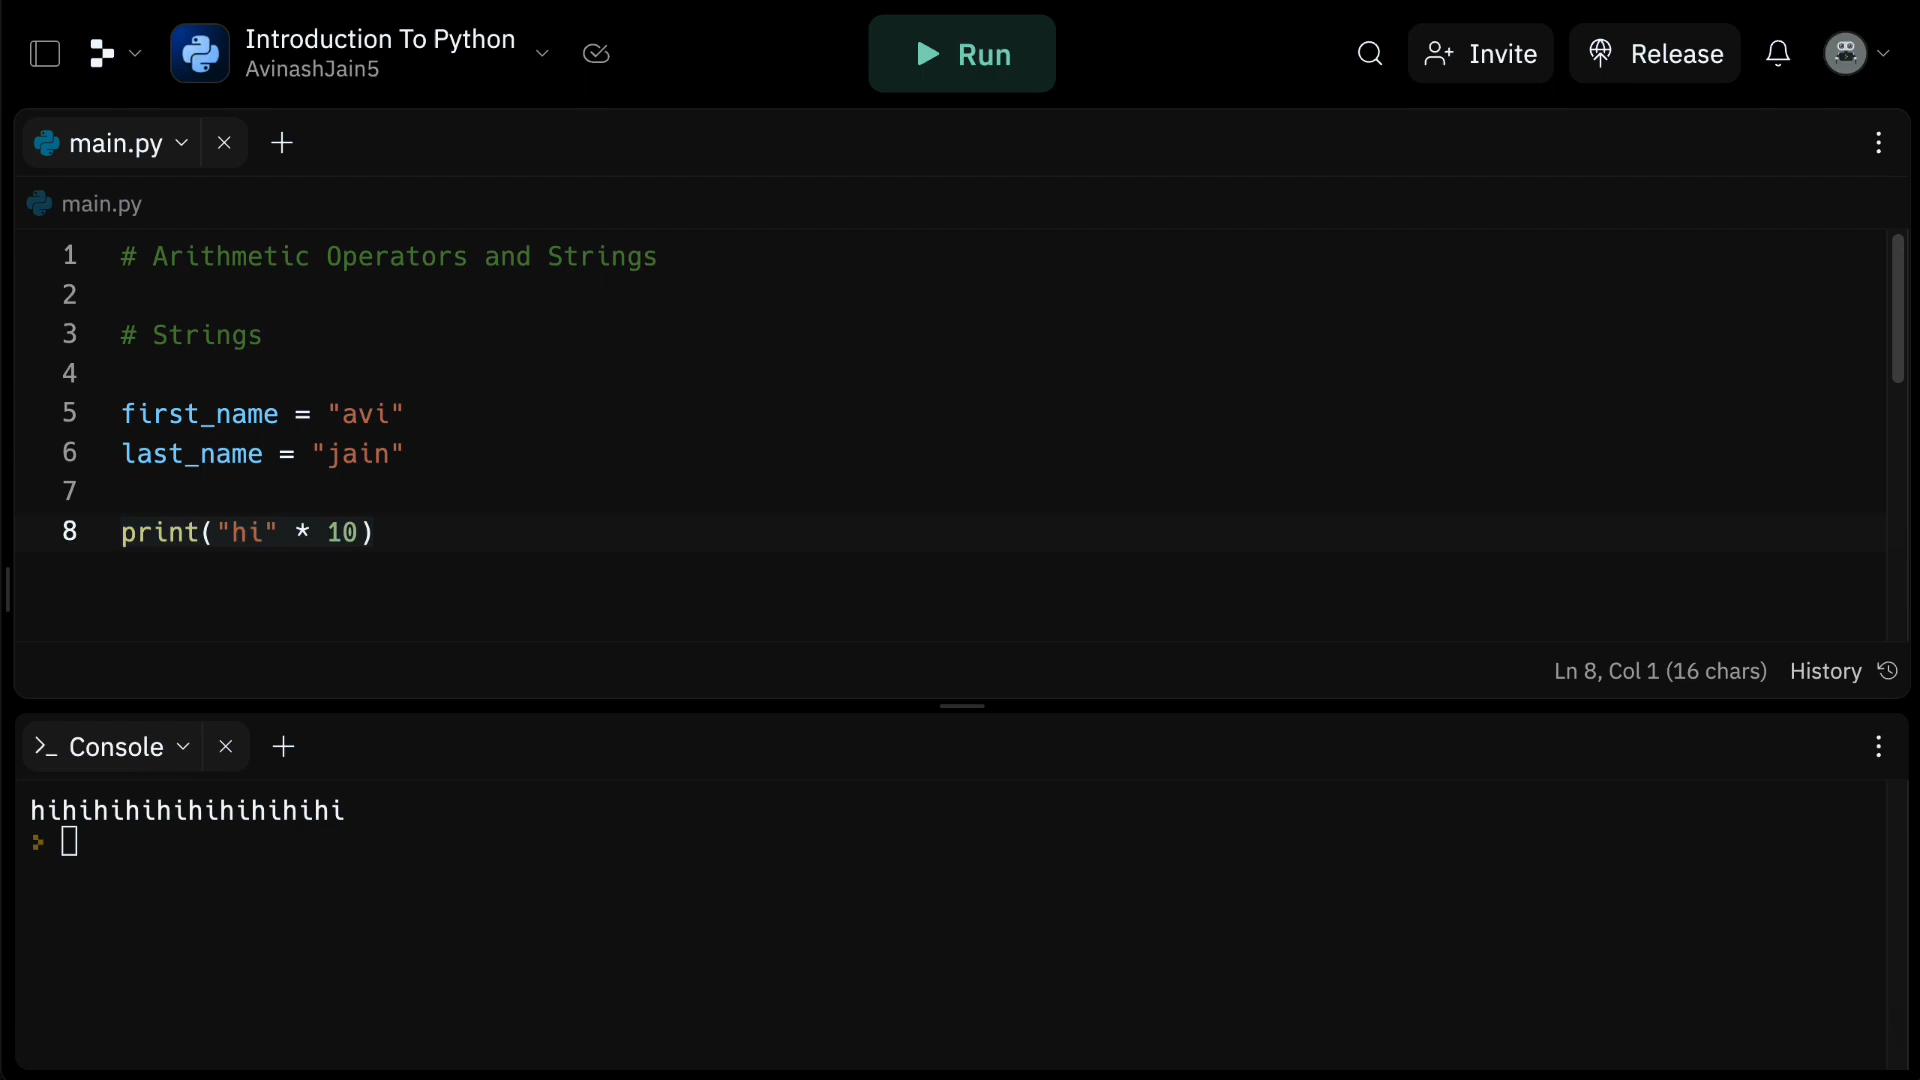 Introduction To Python
AvinashJain5
Run
Invite
Release
main.py
main.py
1 # Arithmetic Operators and Strings
2
3 # Strings
4
5 first_name = "avi"
6 last_name = "jain"
7
8 print("hi" * 10)
Ln 8, Col 1 (16 chars) History
>_ Console
hihihihihihihihihihi